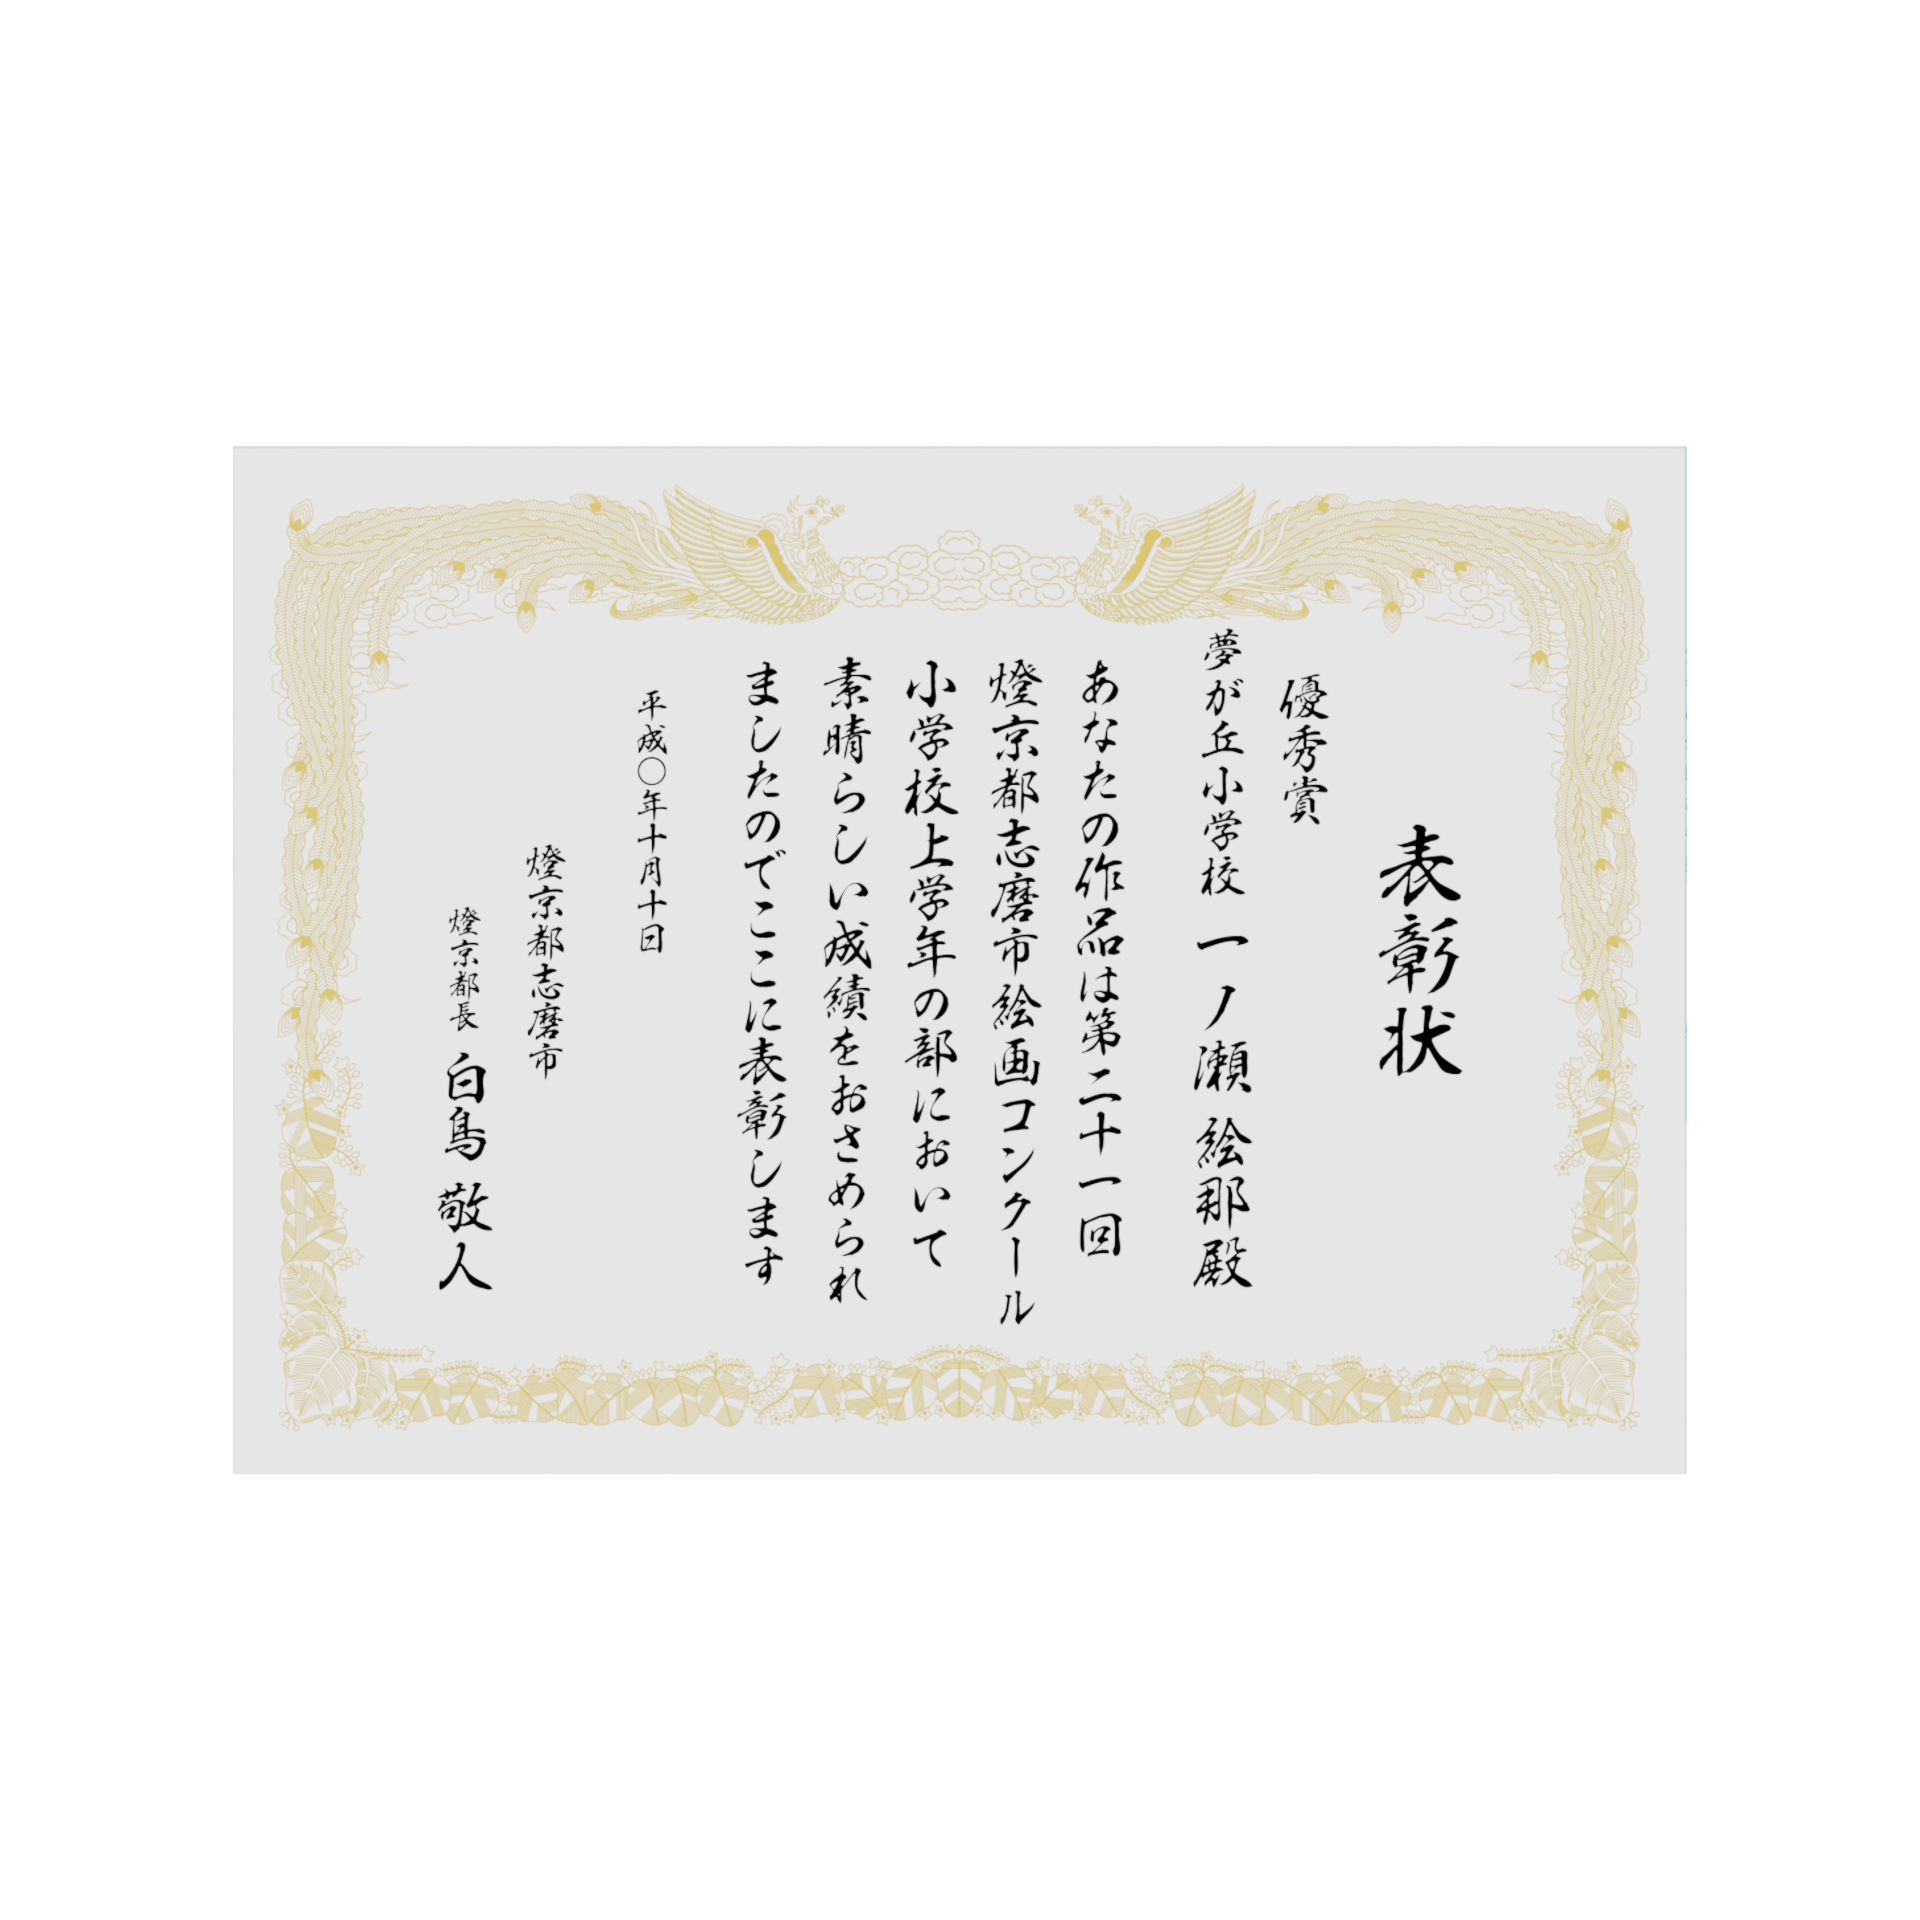 表彰状
優秀賞
夢が丘小学校 一ノ瀬 絵那殿
あなたの作品は第二十一回
燈京都志磨市絵画コンクール
小学校上学年の部において
素晴らしい成績をおさめられ
ましたのでここに表彰します
平成〇年十月十日
燈京都志磨市
燈京都長 白鳥 敬人